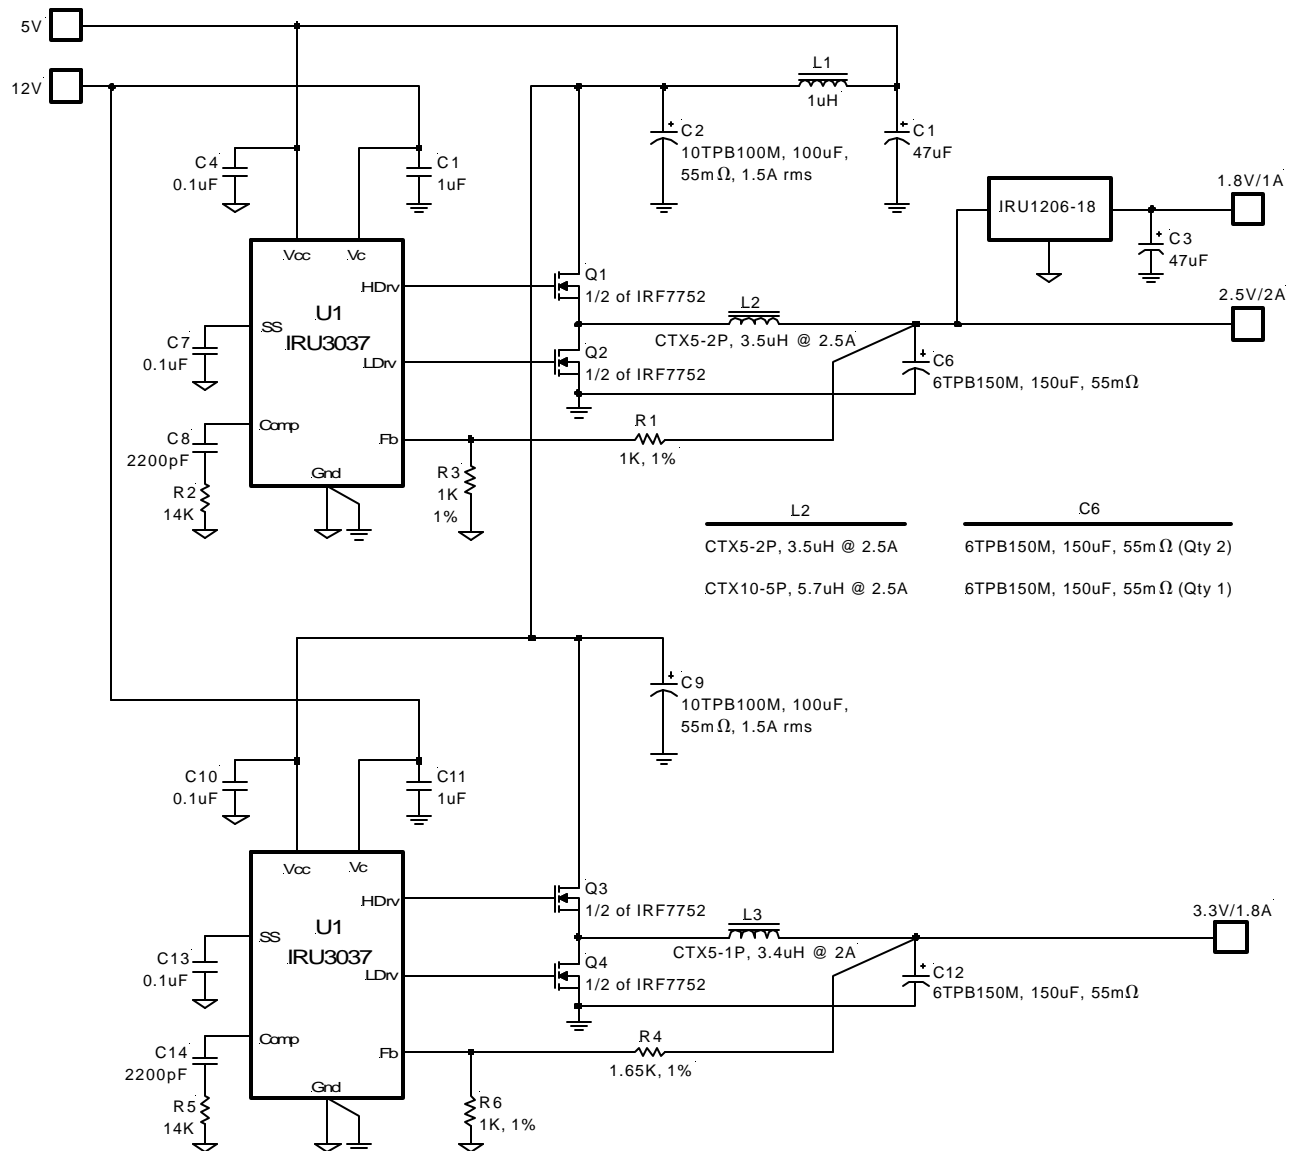 5V
12V
L1
1uH
C4
0.1uF
C1
1uF
C2
10TPB100M, 100uF,
55mΩ, 1.5A rms
C1
47uF
1.8V/1A
IRU1206-18
C3
47uF
Vcc
Vc
HDrv
U1
IRU3037
SS
LDrv
Comp
Fb
Gnd
Q1
1/2 of IRF7752
L2
CTX5-2P, 3.5uH @ 2.5A
2.5V/2A
C7
0.1uF
Q2
1/2 of IRF7752
C6
6TPB150M, 150uF, 55mΩ
C8
2200pF
R2
14K
R1
1K, 1%
R3
1K
1%
L2
C6
CTX5-2P, 3.5uH @ 2.5A
6TPB150M, 150uF, 55mΩ (Qty 2)
CTX10-5P, 5.7uH @ 2.5A
6TPB150M, 150uF, 55mΩ (Qty 1)
C9
10TPB100M, 100uF,
55mΩ, 1.5A rms
C10
0.1uF
C11
1uF
Vcc
Vc
HDrv
U1
IRU3037
SS
LDrv
Comp
Fb
Gnd
Q3
1/2 of IRF7752
L3
CTX5-1P, 3.4uH @ 2A
3.3V/1.8A
C13
0.1uF
Q4
1/2 of IRF7752
C12
6TPB150M, 150uF, 55mΩ
C14
2200pF
R5
14K
R4
1.65K, 1%
R6
1K, 1%